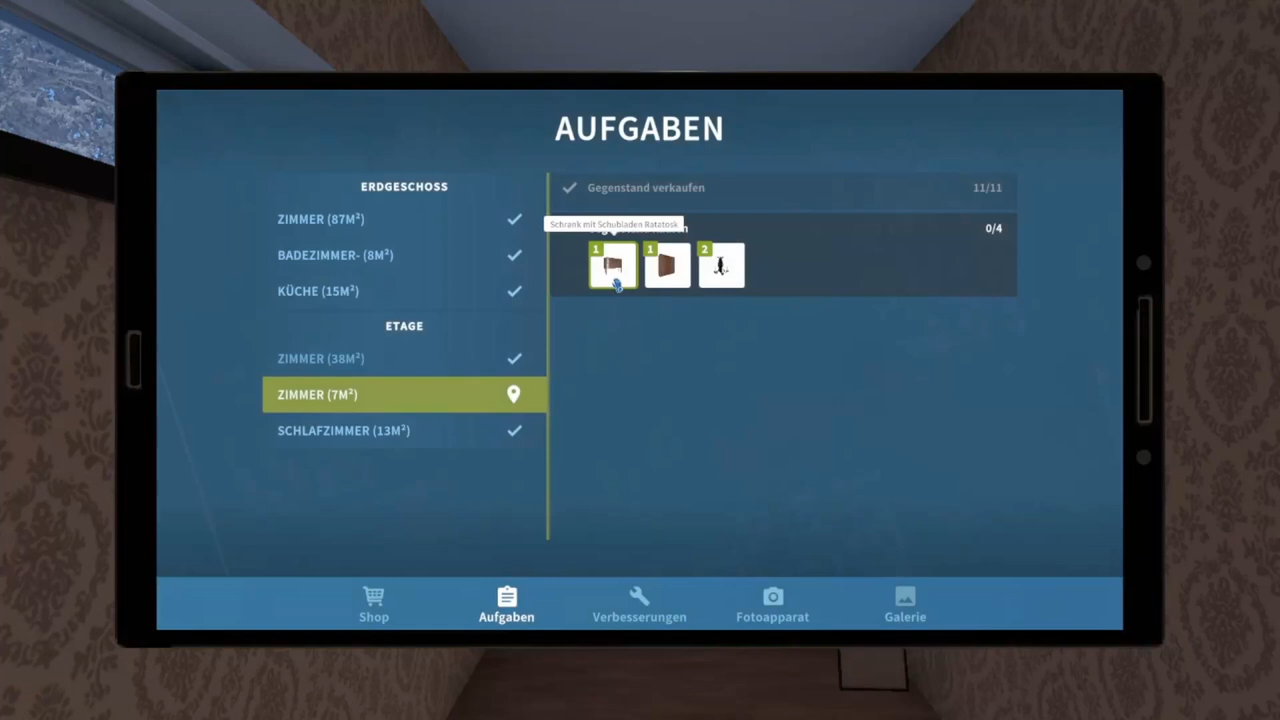 AUFGABEN
ERDGESCHOSS
ZIMMER (87M²)
BADEZIMMER- (8M²)
KÜCHE (15M²)
ETAGE
ZIMMER (38M²)
ZIMMER (7M²)
SCHLAFZIMMER (13M²)
Gegenstand verkaufen 11/11
Schrank mit Schubladen Ratatosk
0/4
1 1 2
Shop Aufgaben Verbesserungen Fotoapparat Galerie